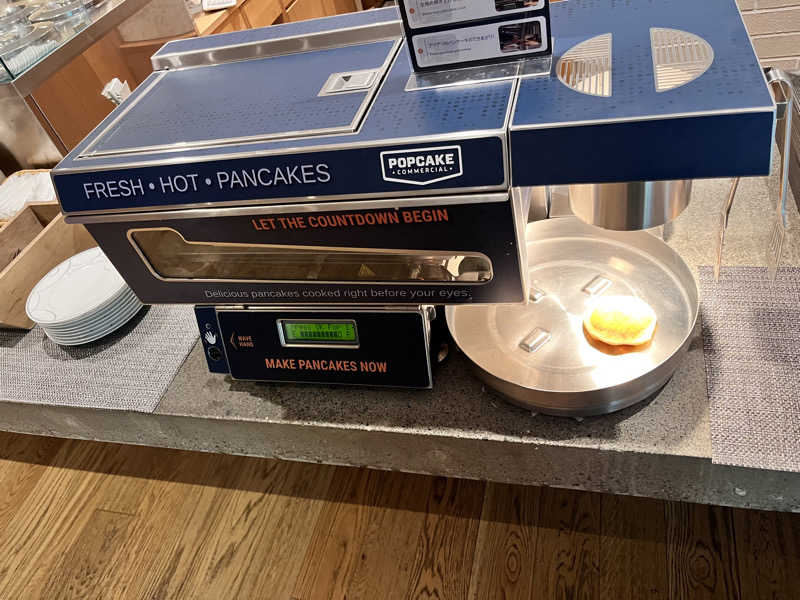 FRESH • HOT • PANCAKES
POPCAKE
• COMMERCIAL •
LET THE COUNTDOWN BEGIN
Delicious pancakes cooked right before your eyes.
WAVE
HAND
MAKE PANCAKES NOW